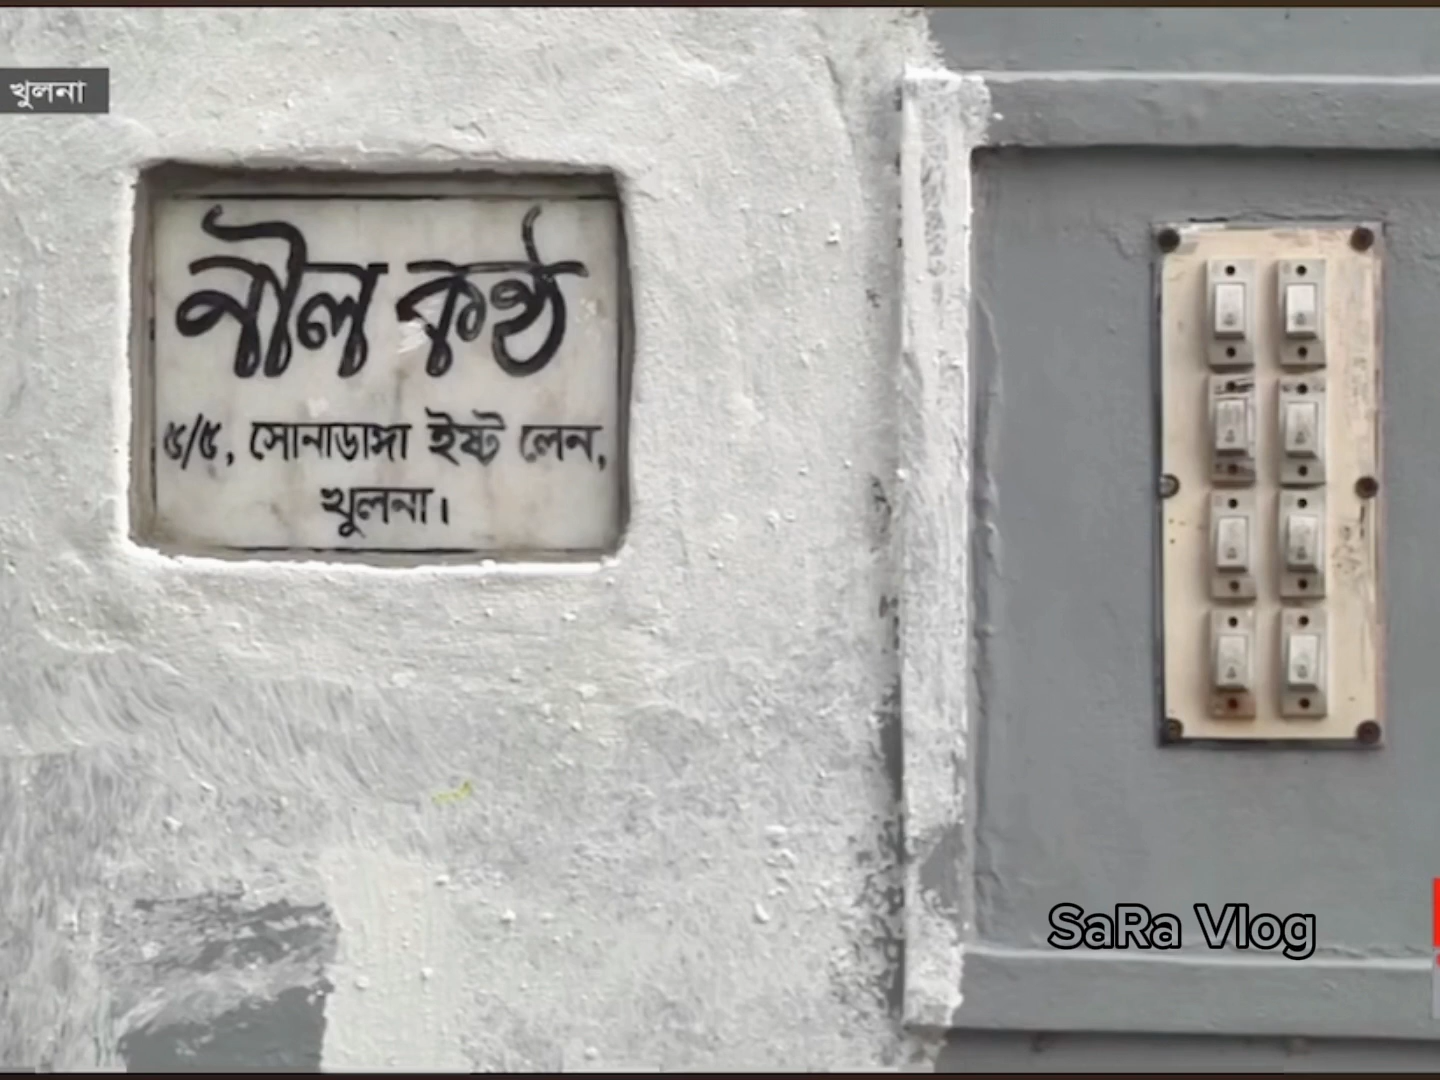 খুলনা
নীল কণ্ঠ
৫/৫, সোনাডাঙ্গা ইষ্ট লেন,
খুলনা।
SaRa Vlog